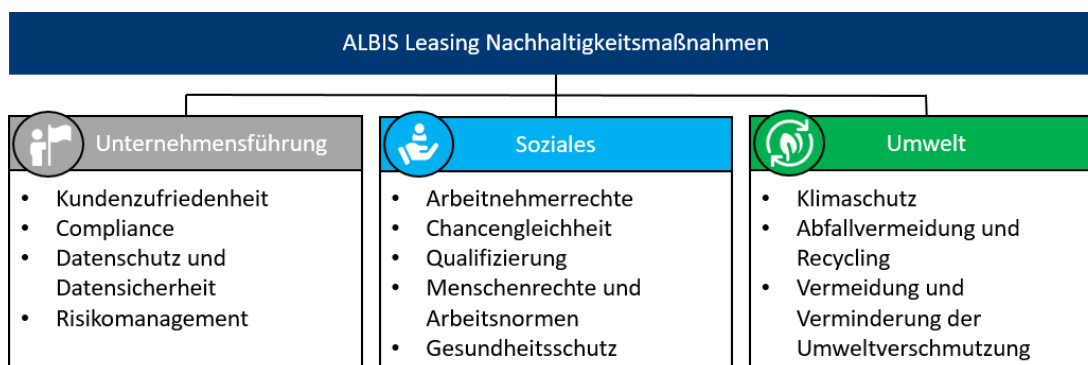 ALBIS Leasing Nachhaltigkeitsmaßnahmen
Unternehmensführung
• Kundenzufriedenheit
• Compliance
• Datenschutz und
Datensicherheit
• Risikomanagement
Soziales
• Arbeitnehmerrechte
• Chancengleichheit
• Qualifizierung
• Menschenrechte und
Arbeitsnormen
• Gesundheitsschutz
Umwelt
• Klimaschutz
• Abfallvermeidung und
Recycling
• Vermeidung und
Verminderung der
Umweltverschmutzung